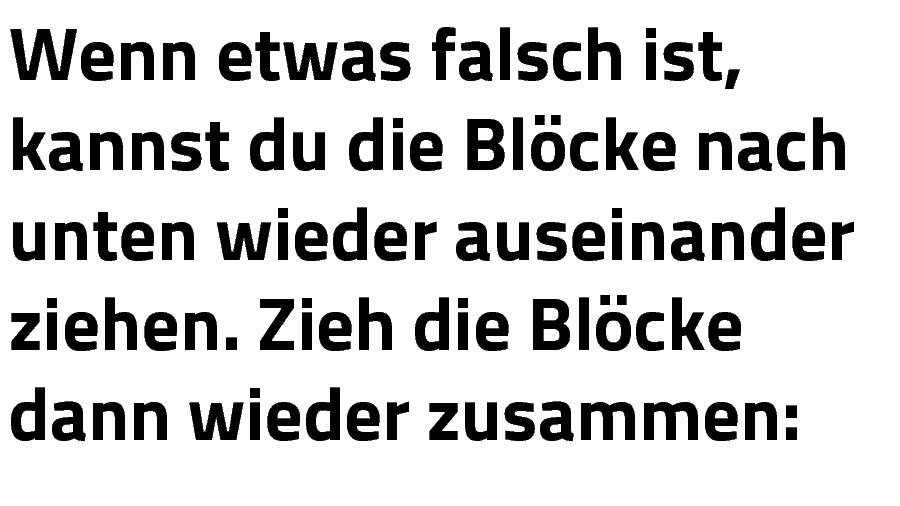 Wenn etwas falsch ist,
kannst du die Blöcke nach
unten wieder auseinander
ziehen. Zieh die Blöcke
dann wieder zusammen: